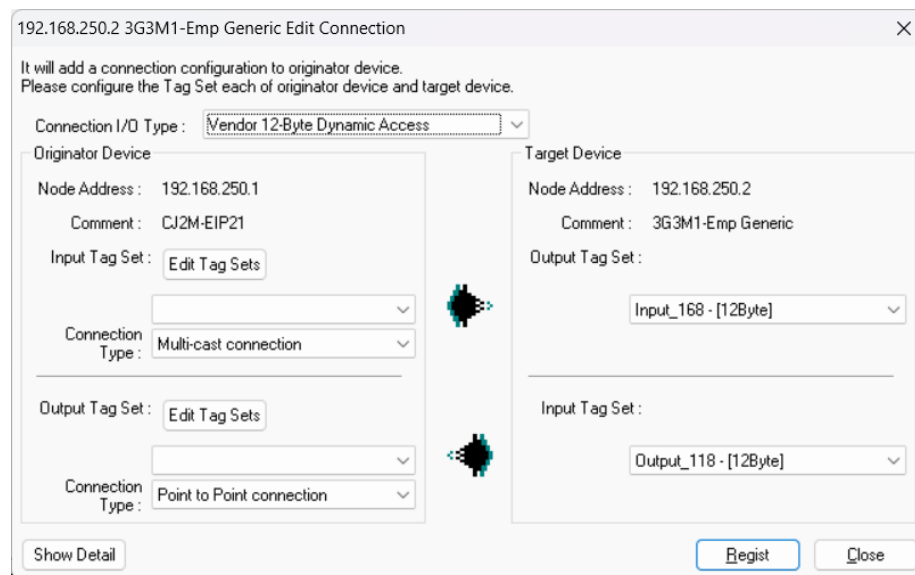 192.168.250.2 3G3M1-Emp Generic Edit Connection
It will add a connection configuration to originator device.
Please configure the Tag Set each of originator device and target device.
Connection I/O Type : Vendor 12-Byte Dynamic Access
Originator Device
Node Address : 192.168.250.1
Comment : CJ2M-EIP21
Input Tag Set : Edit Tag Sets
Connection Type : Multi-cast connection
Output Tag Set : Edit Tag Sets
Connection Type : Point to Point connection
Target Device
Node Address : 192.168.250.2
Comment : 3G3M1-Emp Generic
Output Tag Set :
Input_168 - [12Byte]
Input Tag Set :
Output_118 - [12Byte]
Show Detail
Regist
Close